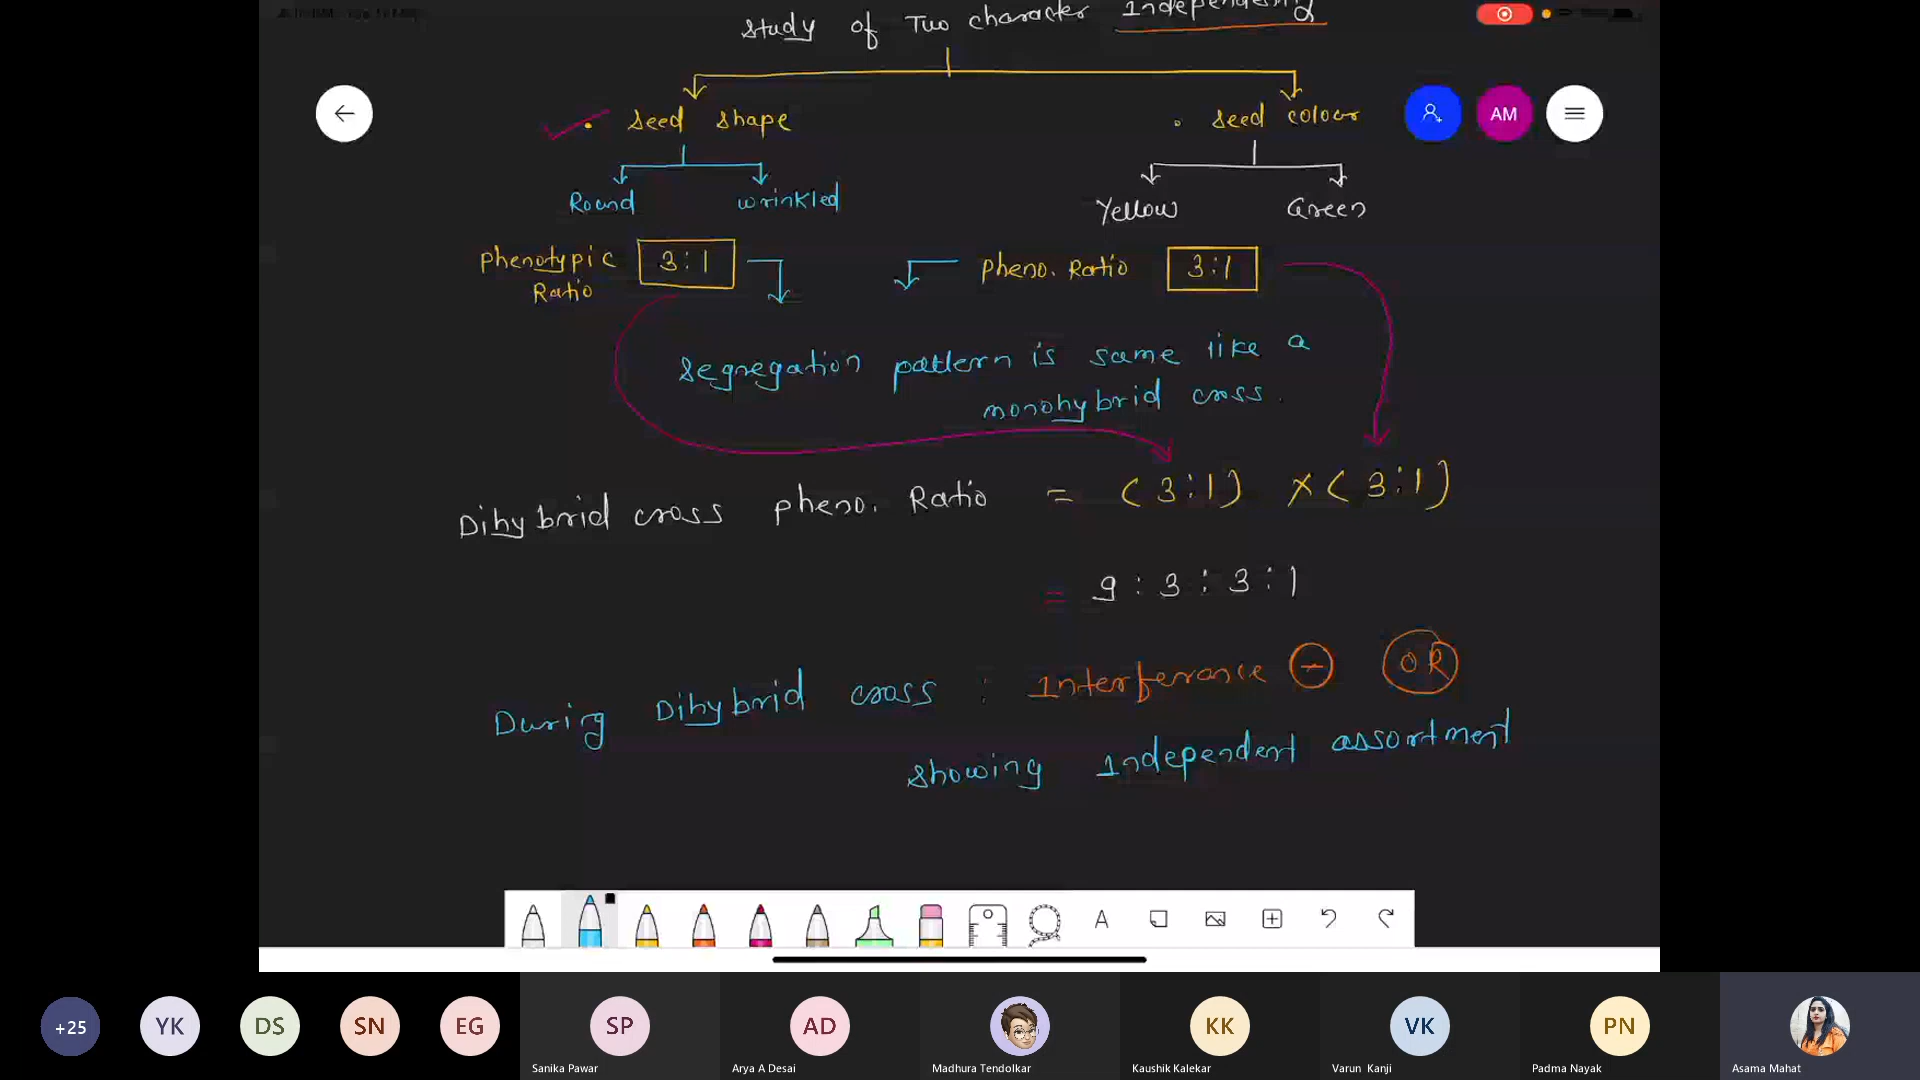 Study of Two character Independently
AM
. Seed shape
. Seed colour
Round
wrinkled
Yellow
Green
Phenotypic Ratio
3:1
Pheno. Ratio
3:1
Segregation pattern is same like a
monohybrid cross.
Dihybrid cross pheno. Ratio = (3:1) x (3:1)
= 9:3:3:1
During Dihybrid cross : Interferance - OR
showing Independent assortment
A
+25
YK
DS
SN
EG
SP
AD
KK
VK
PN
Sanika Pawar
Arya A Desai
Madhura Tendolkar
Kaushik Kalekar
Varun Kanji
Padma Nayak
Asama Mahat